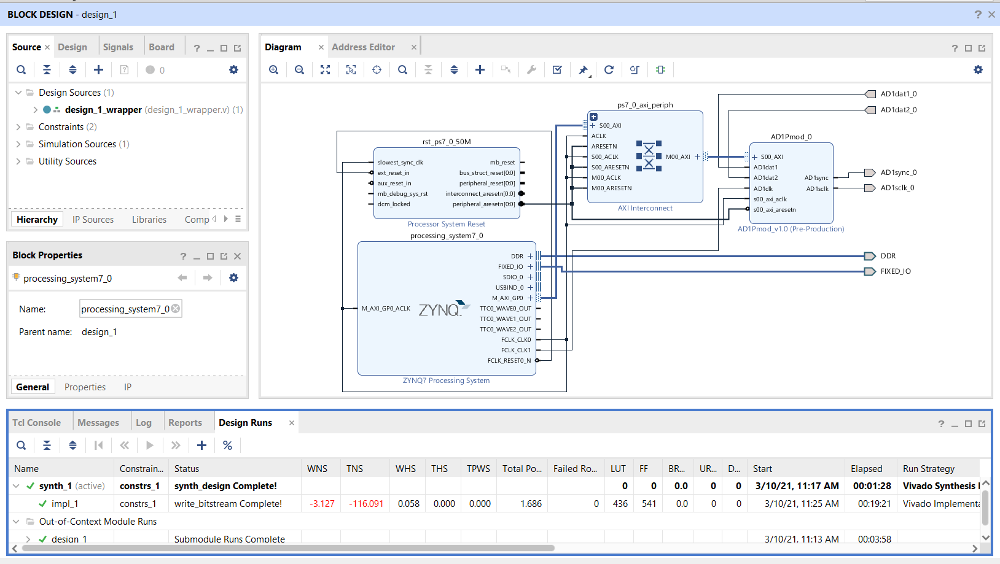 BLOCK DESIGN - design_1
? ×
Source × Design Signals Board ?
0
Design Sources (1)
design_1_wrapper (design_1_wrapper.v) (1)
Constraints (2)
Simulation Sources (1)
Utility Sources
Hierarchy IP Sources Libraries Comp
Block Properties ?
processing_system7_0
Name: processing_system7_0
Parent name: design_1
General Properties IP
Diagram × Address Editor × ?
AD1dat1_0
AD1dat2_0
ps7_0_axi_periph
S00_AXI
ACLK
ARESETN
S00_ACLK
S00_ARESETN
M00_ACLK
M00_ARESETN
M00_AXI
AXI Interconnect
rst_ps7_0_50M
slowest_sync_clk
ext_reset_in
aux_reset_in
mb_debug_sys_rst
dcm_locked
mb_reset
bus_struct_reset[0:0]
peripheral_reset[0:0]
interconnect_aresetn[0:0]
peripheral_aresetn[0:0]
Processor System Reset
AD1Pmod_0
S00_AXI
AD1dat1
AD1dat2
AD1clk
s00_axi_aclk
s00_axi_aresetn
AD1sync
AD1sclk
AD1Pmod_v1.0 (Pre-Production)
AD1sync_0
AD1sclk_0
processing_system7_0
M_AXI_GP0_ACLK
ZYNQ
DDR
FIXED_IO
SDIO_0
USBIND_0
M_AXI_GP0
TTC0_WAVE0_OUT
TTC0_WAVE1_OUT
TTC0_WAVE2_OUT
FCLK_CLK0
FCLK_CLK1
FCLK_RESET0_N
ZYNQ7 Processing System
DDR
FIXED_IO
Tcl Console Messages Log Reports Design Runs × ?
Name Constrain... Status WNS TNS WHS THS TPWS Total Po... Failed Ro... LUT FF BR... UR... D... Start Elapsed Run Strategy
synth_1 (active) constrs_1 synth_design Complete! 0 0 0.0 0 0 3/10/21, 11:17 AM 00:01:28 Vivado Synthesis
impl_1 constrs_1 write_bitstream Complete! -3.127 -116.091 0.058 0.000 0.000 1.686 0 436 541 0.0 0 0 3/10/21, 11:25 AM 00:19:21 Vivado Implementa
Out-of-Context Module Runs
design_1 Submodule Runs Complete 3/10/21, 11:13 AM 00:03:58